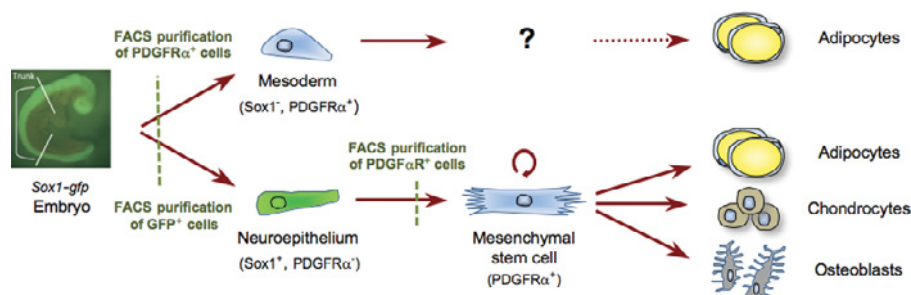 FACS purification
of PDGFRα⁺ cells
Trunk
Sox1-gfp
Embryo
FACS purification
of GFP⁺ cells
Mesoderm
(Sox1⁻, PDGFRα⁺)
?
Adipocytes
FACS purification
of PDGFαR⁺ cells
Neuroepithelium
(Sox1⁺, PDGFRα⁻)
Mesenchymal
stem cell
(PDGFRα⁺)
Adipocytes
Chondrocytes
Osteoblasts